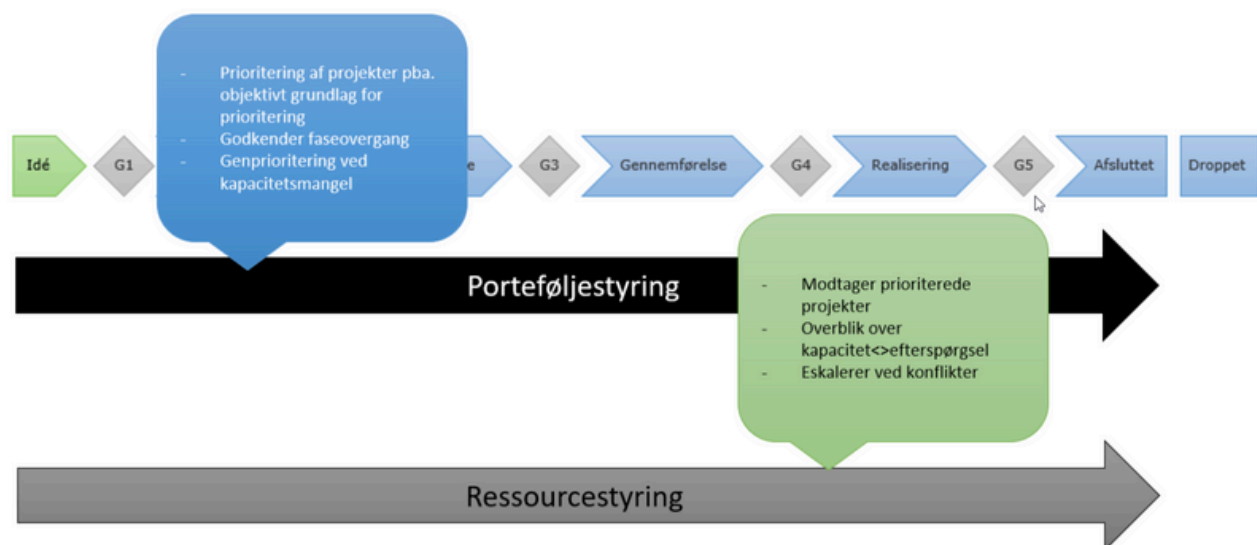 - Prioritering af projekter pba.
objektivt grundlag for
prioritering
- Godkender faseovergang
- Genprioritering ved
kapacitetsmangel
Idé
G1
e
G3
Gennemførelse
G4
Realisering
G5
Afsluttet
Droppet
Porteføljestyring
- Modtager prioriterede
projekter
- Overblik over
kapacitet<>efterspørgsel
- Eskalerer ved konflikter
Ressourcestyring